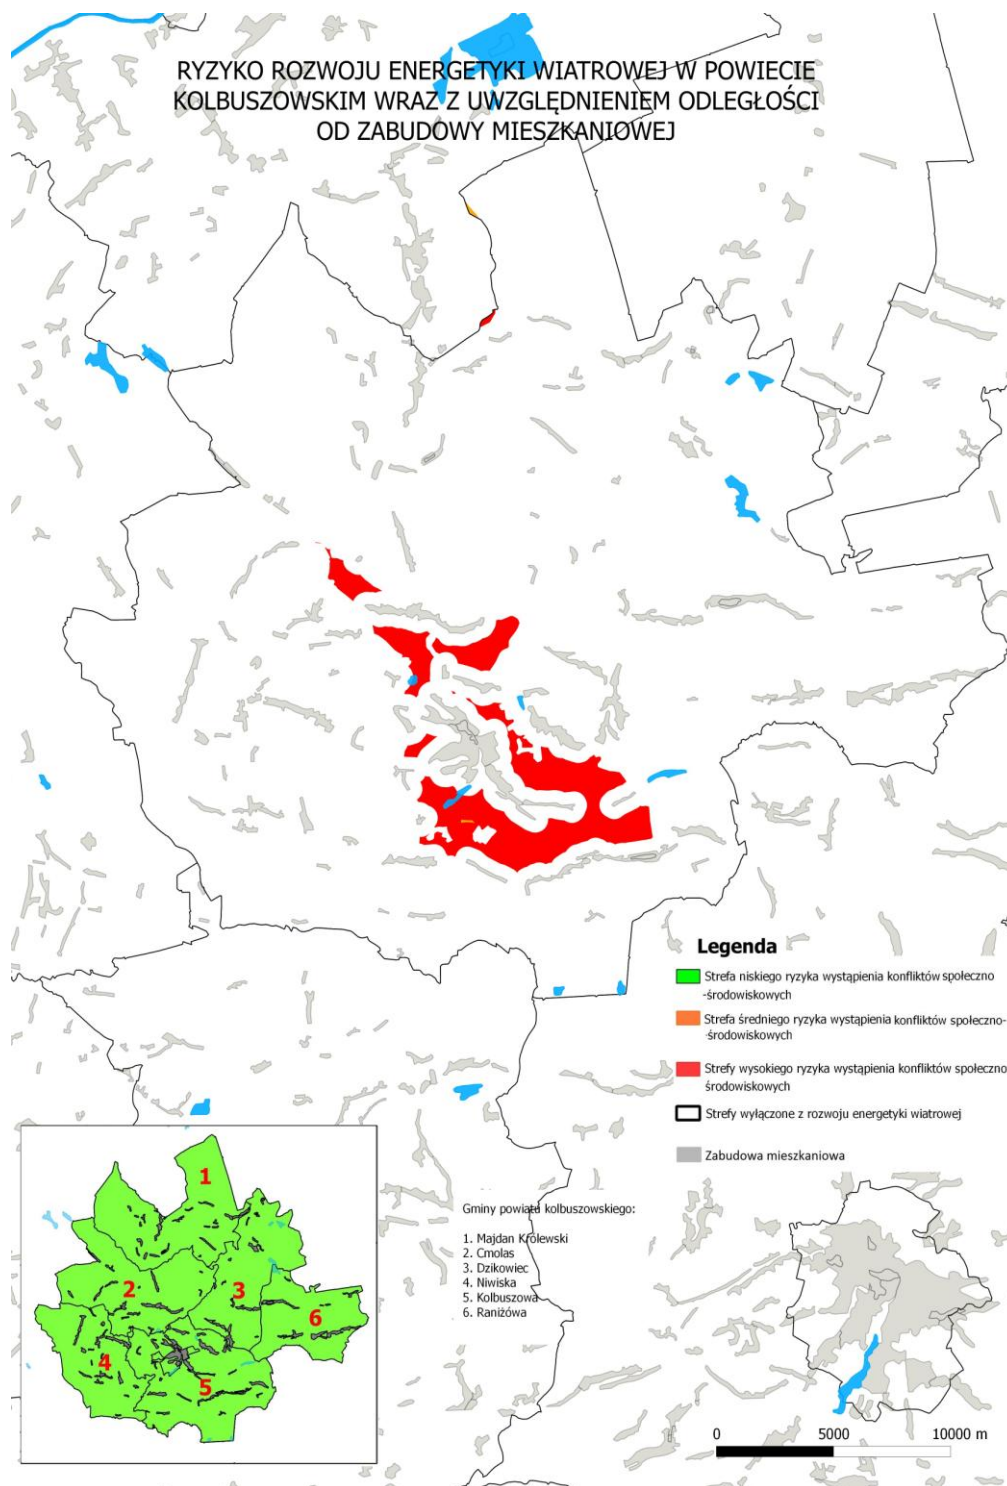 RYZYKO ROZWOJU ENERGETYKI WIATROWEJ W POWIECIE
KOLBUSZOWSKIM WRAZ Z UWZGLĘDNIENIEM ODLEGŁOŚCI
OD ZABUDOWY MIESZKANIOWEJ
Legenda
Strefa niskiego ryzyka wystąpienia konfliktów społeczno
-środowiskowych
Strefa średniego ryzyka wystąpienia konfliktów społeczno-
-środowiskowych
Strefy wysokiego ryzyka wystąpienia konfliktów społeczno
środowiskowych
Strefy wyłączone z rozwoju energetyki wiatrowej
Zabudowa mieszkaniowa
1
2
3
4
5
6
Gminy powiatu kolbuszowskiego:
1. Majdan Królewski
2. Cmolas
3. Dzikowiec
4. Niwiska
5. Kolbuszowa
6. Raniżówa
0 5000 10000 m